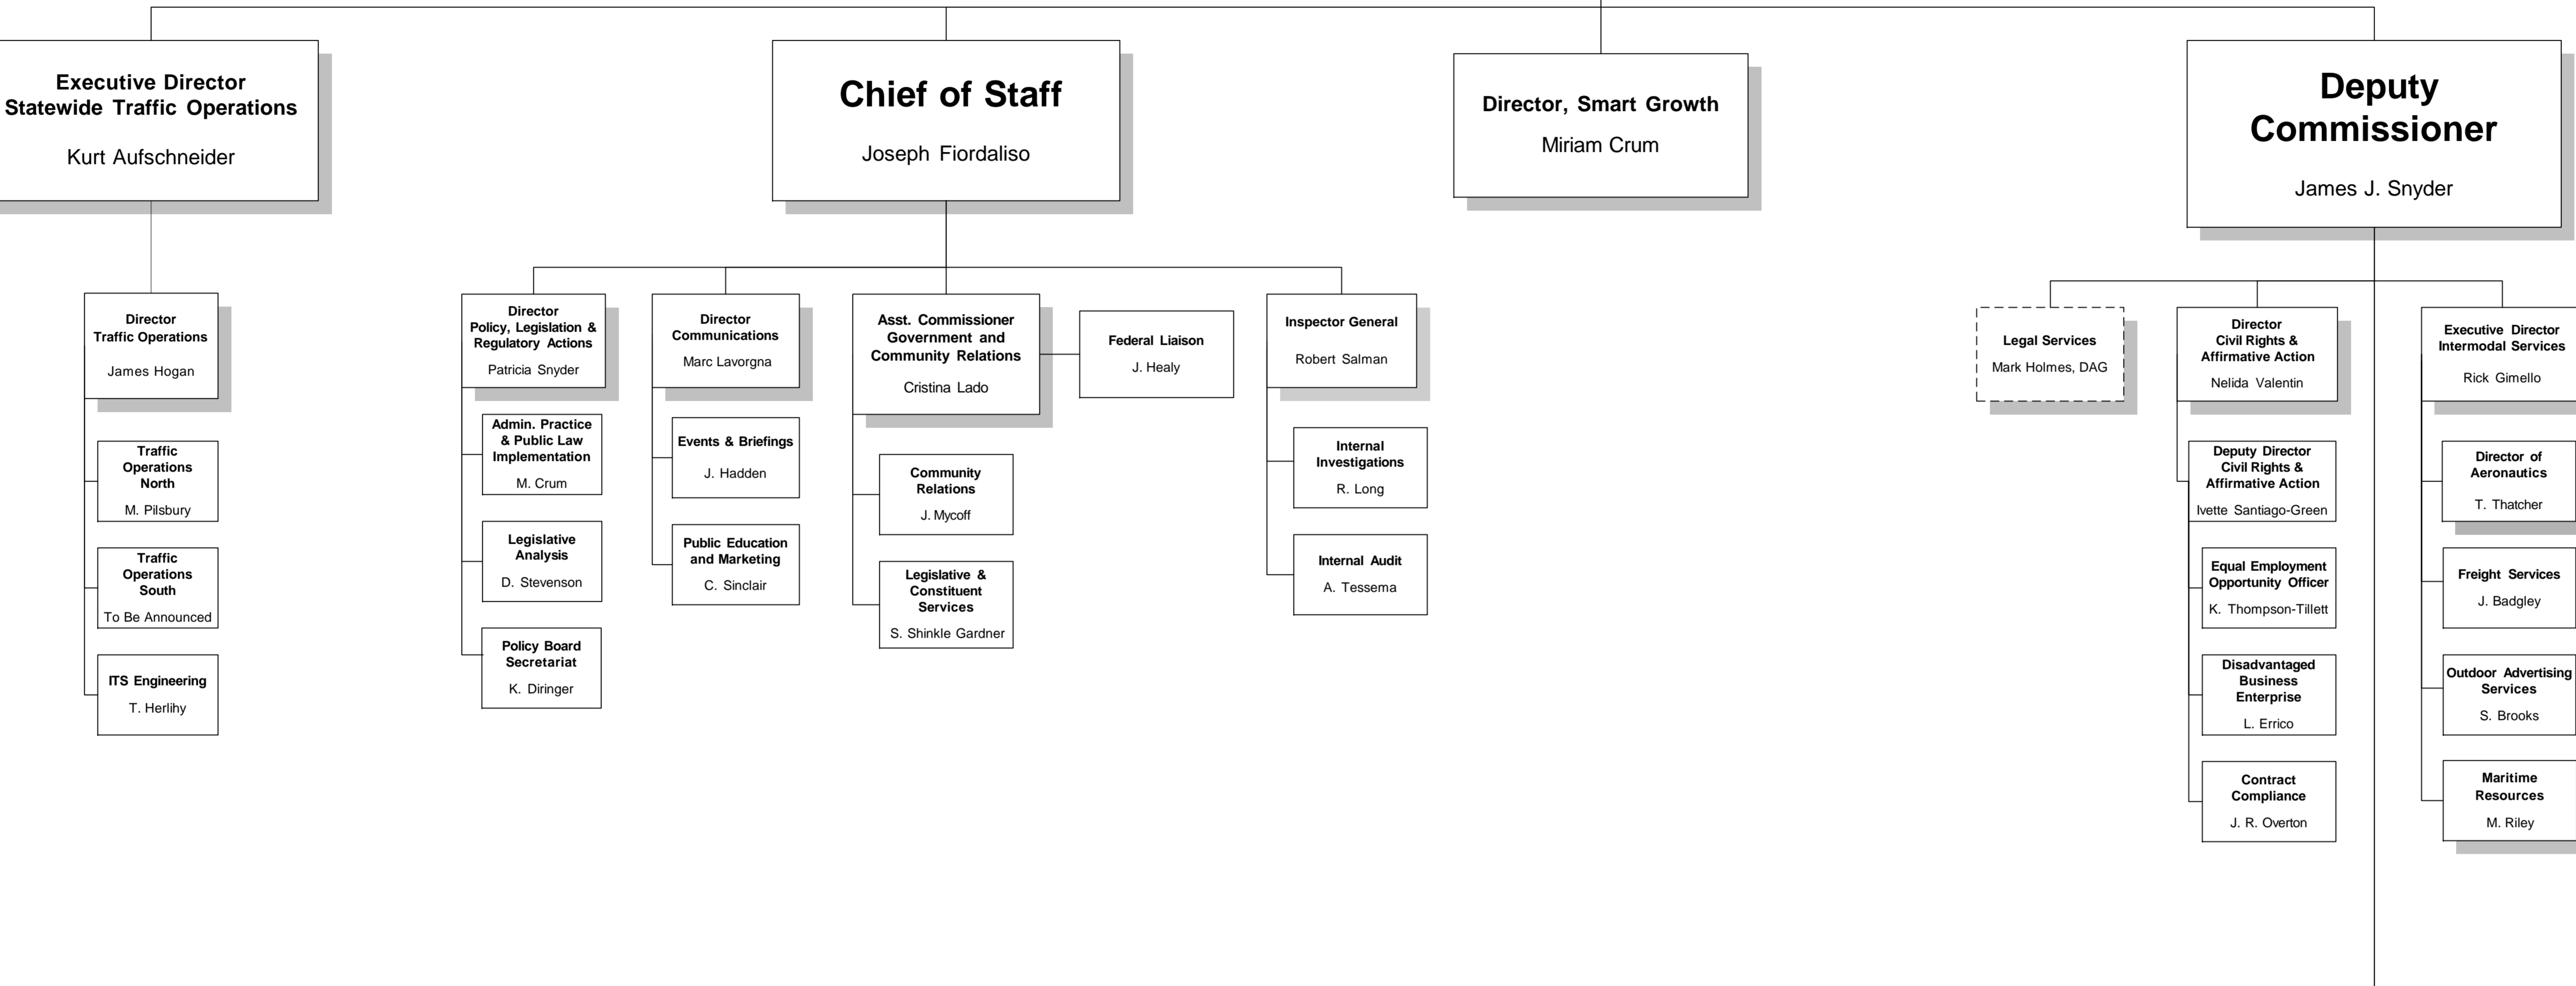 Executive Director
Statewide Traffic Operations
Kurt Aufschneider
Chief of Staff
Joseph Fiordaliso
Director, Smart Growth
Miriam Crum
Deputy
Commissioner
James J. Snyder
Director
Traffic Operations
James Hogan
Traffic
Operations
North
M. Pilsbury
Traffic
Operations
South
To Be Announced
ITS Engineering
T. Herlihy
Director
Policy, Legislation &
Regulatory Actions
Patricia Snyder
Admin. Practice
& Public Law
Implementation
M. Crum
Legislative
Analysis
D. Stevenson
Policy Board
Secretariat
K. Diringer
Director
Communications
Marc Lavorgna
Events & Briefings
J. Hadden
Public Education
and Marketing
C. Sinclair
Asst. Commissioner
Government and
Community Relations
Cristina Lado
Federal Liaison
J. Healy
Community
Relations
J. Mycoff
Legislative &
Constituent
Services
S. Shinkle Gardner
Inspector General
Robert Salman
Internal
Investigations
R. Long
Internal Audit
A. Tessema
Legal Services
Mark Holmes, DAG
Director
Civil Rights &
Affirmative Action
Nelida Valentin
Deputy Director
Civil Rights &
Affirmative Action
Ivette Santiago-Green
Equal Employment
Opportunity Officer
K. Thompson-Tillett
Disadvantaged
Business
Enterprise
L. Errico
Contract
Compliance
J. R. Overton
Executive Director
Intermodal Services
Rick Gimello
Director of
Aeronautics
T. Thatcher
Freight Services
J. Badgley
Outdoor Advertising
Services
S. Brooks
Maritime
Resources
M. Riley